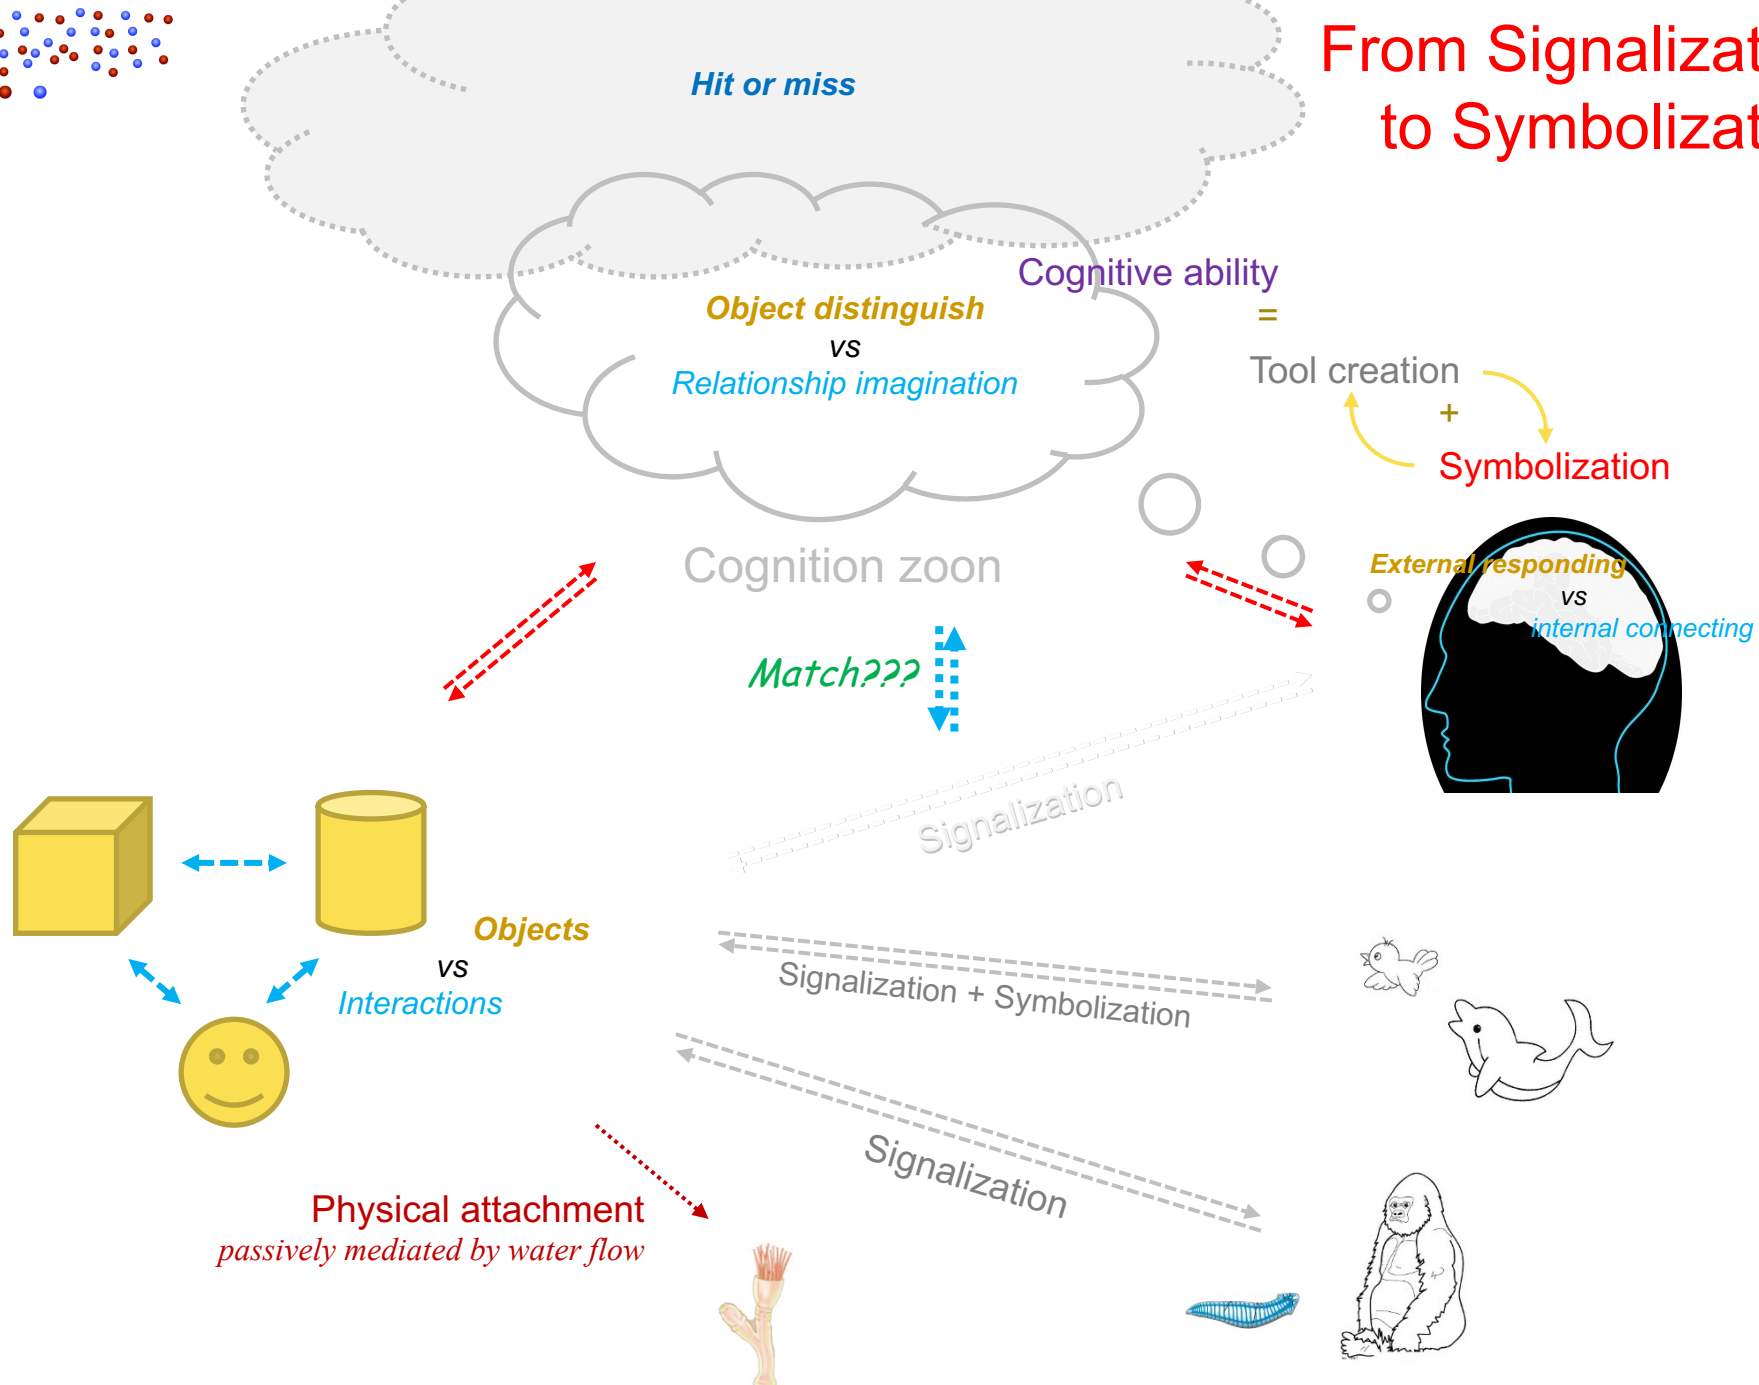 From Signalizat
to Symbolizat
Hit or miss
Cognitive ability
=
Tool creation
+
Symbolization
Object distinguish
vs
Relationship imagination
Cognition zoon
External responding
vs
internal connecting
Match???
Signalization
Objects
vs
Interactions
Signalization + Symbolization
Signalization
Physical attachment
passively mediated by water flow